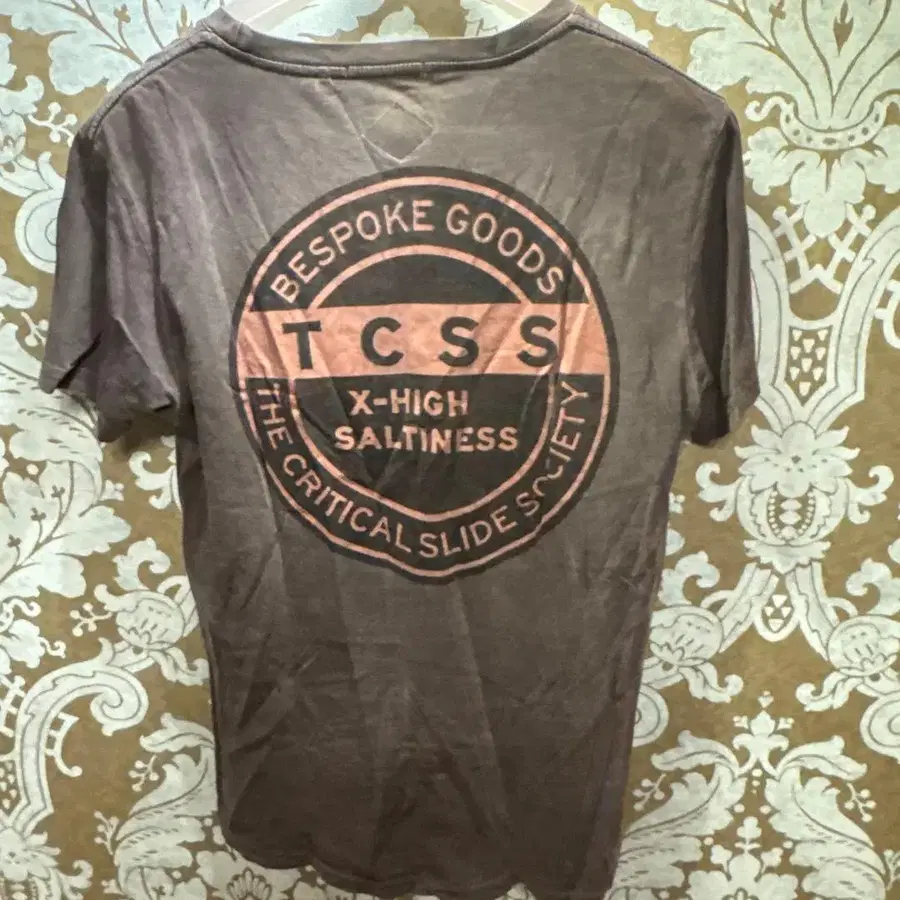 BESPOKE GOODS
TCSS
X-HIGH
SALTINESS
THE CRITICAL SLIDE SOCIETY